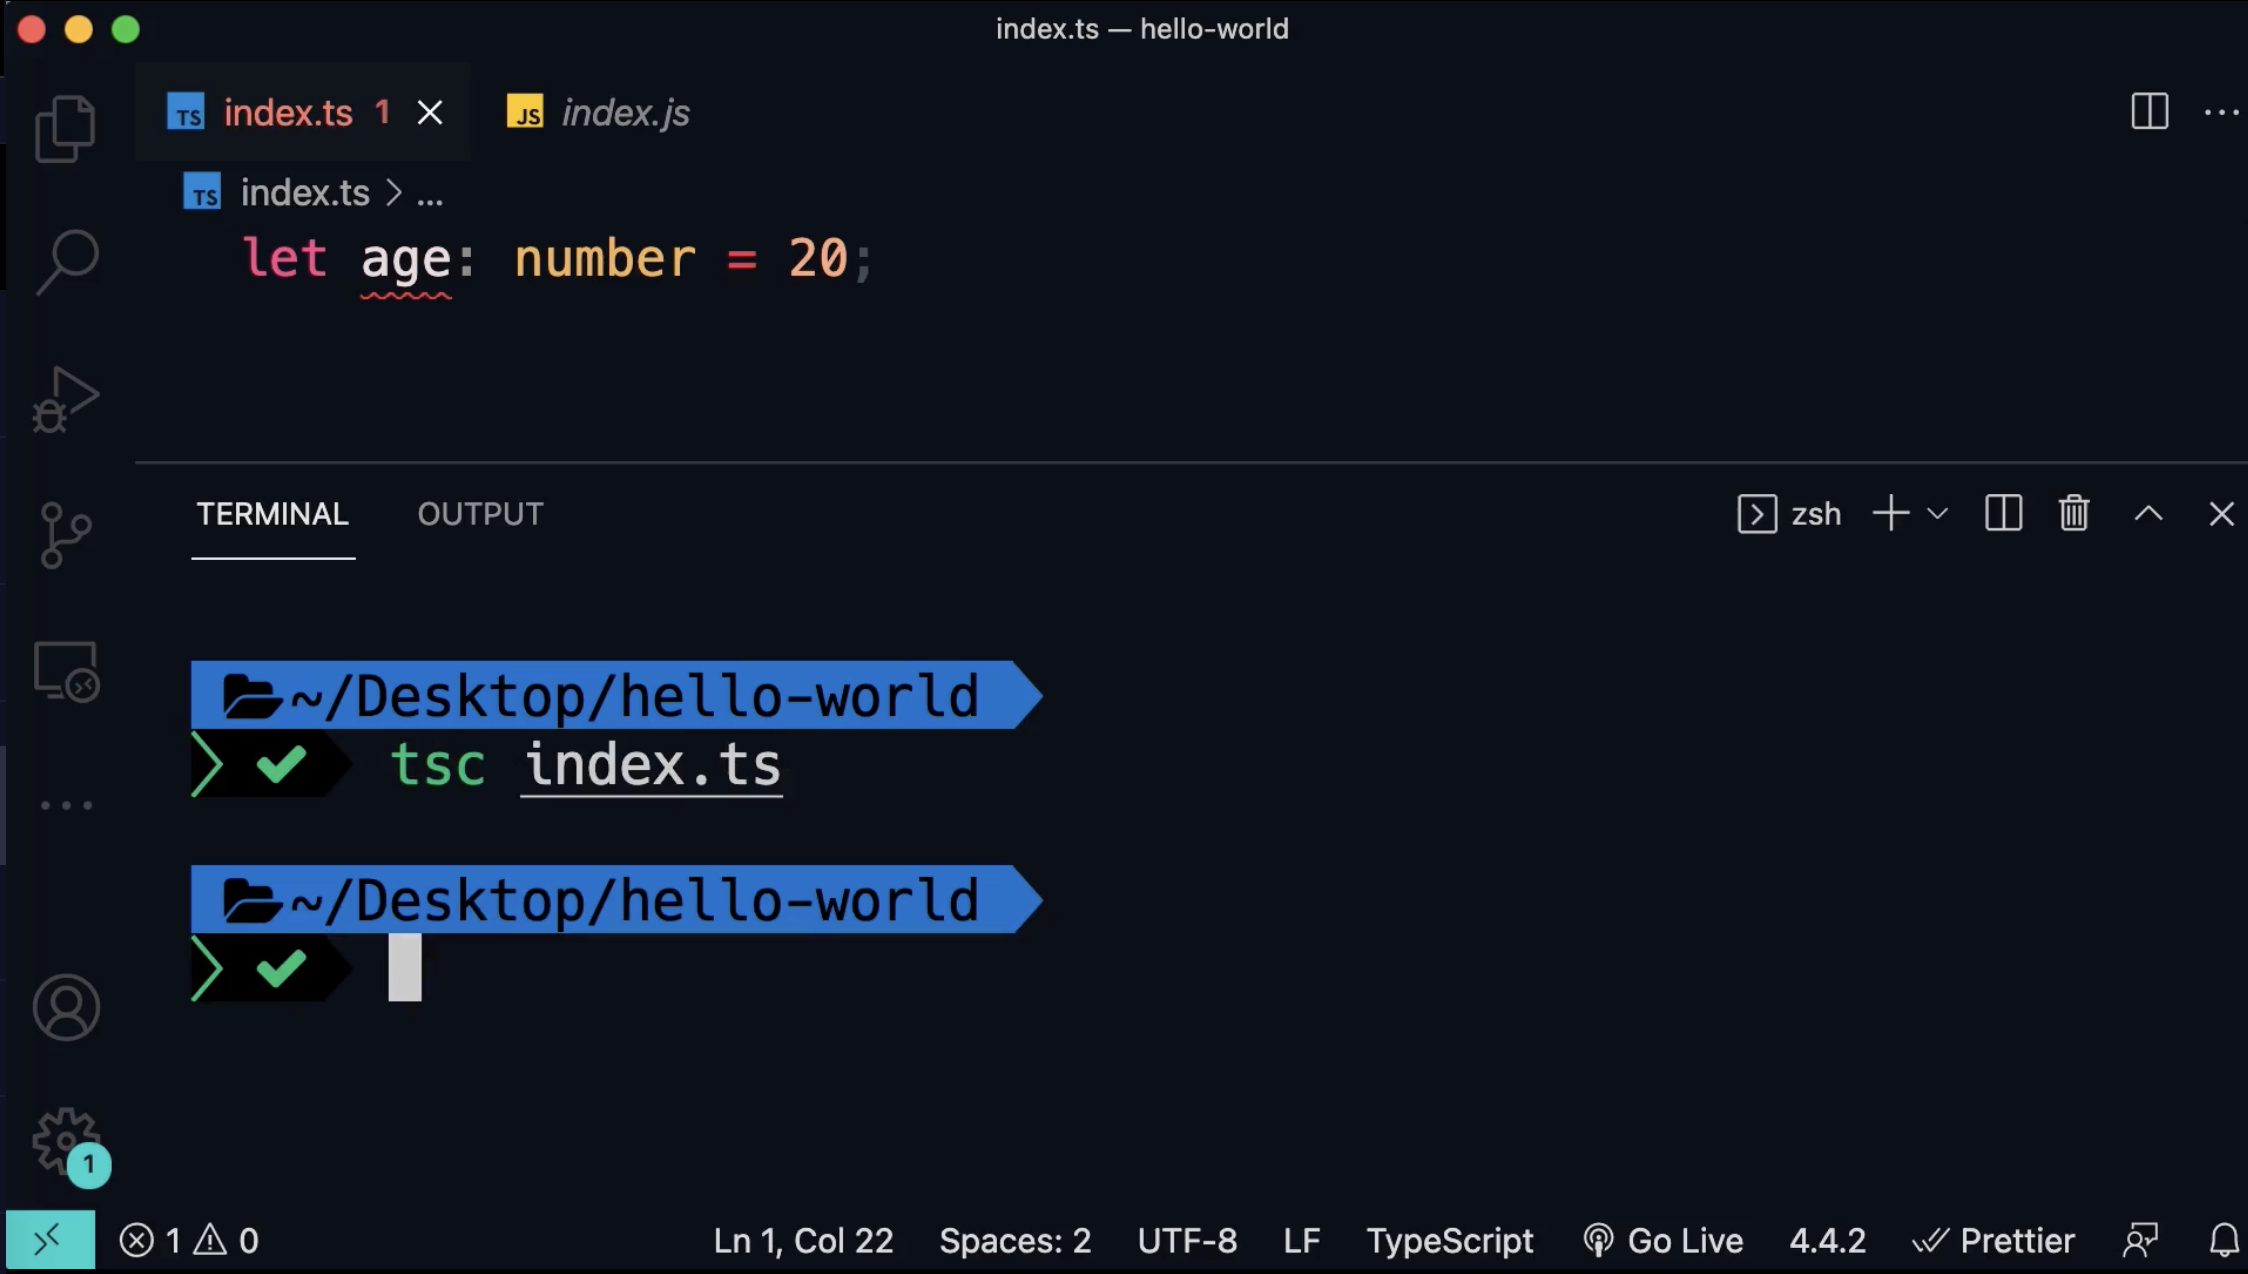 index.ts — hello-world
TS index.ts 1 JS index.js
TS index.ts > ...
let age: number = 20;
TERMINAL OUTPUT zsh
~/Desktop/hello-world
tsc index.ts
~/Desktop/hello-world
1
1 0 Ln 1, Col 22 Spaces: 2 UTF-8 LF TypeScript Go Live 4.4.2 Prettier